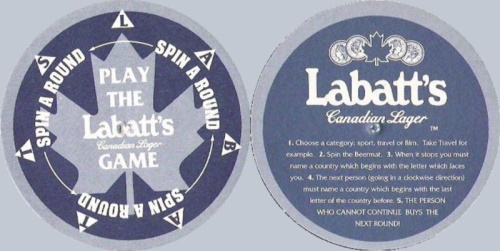 SPIN A ROUND
SPIN A ROUND
SPIN A ROUND
L
A
B
A
T
T
S
PLAY
THE
Labatt's
Canadian Lager
GAME
Labatt's
Canadian Lager
TM
1. Choose a category: sport, travel or film. Take Travel for
example. 2. Spin the Beermat. 3. When it stops you must
name a country which begins with the letter which faces
you. 4. The next person (going in a clockwise direction)
must name a country which begins with the last
letter of the country before. 5. THE PERSON
WHO CANNOT CONTINUE BUYS THE
NEXT ROUND!